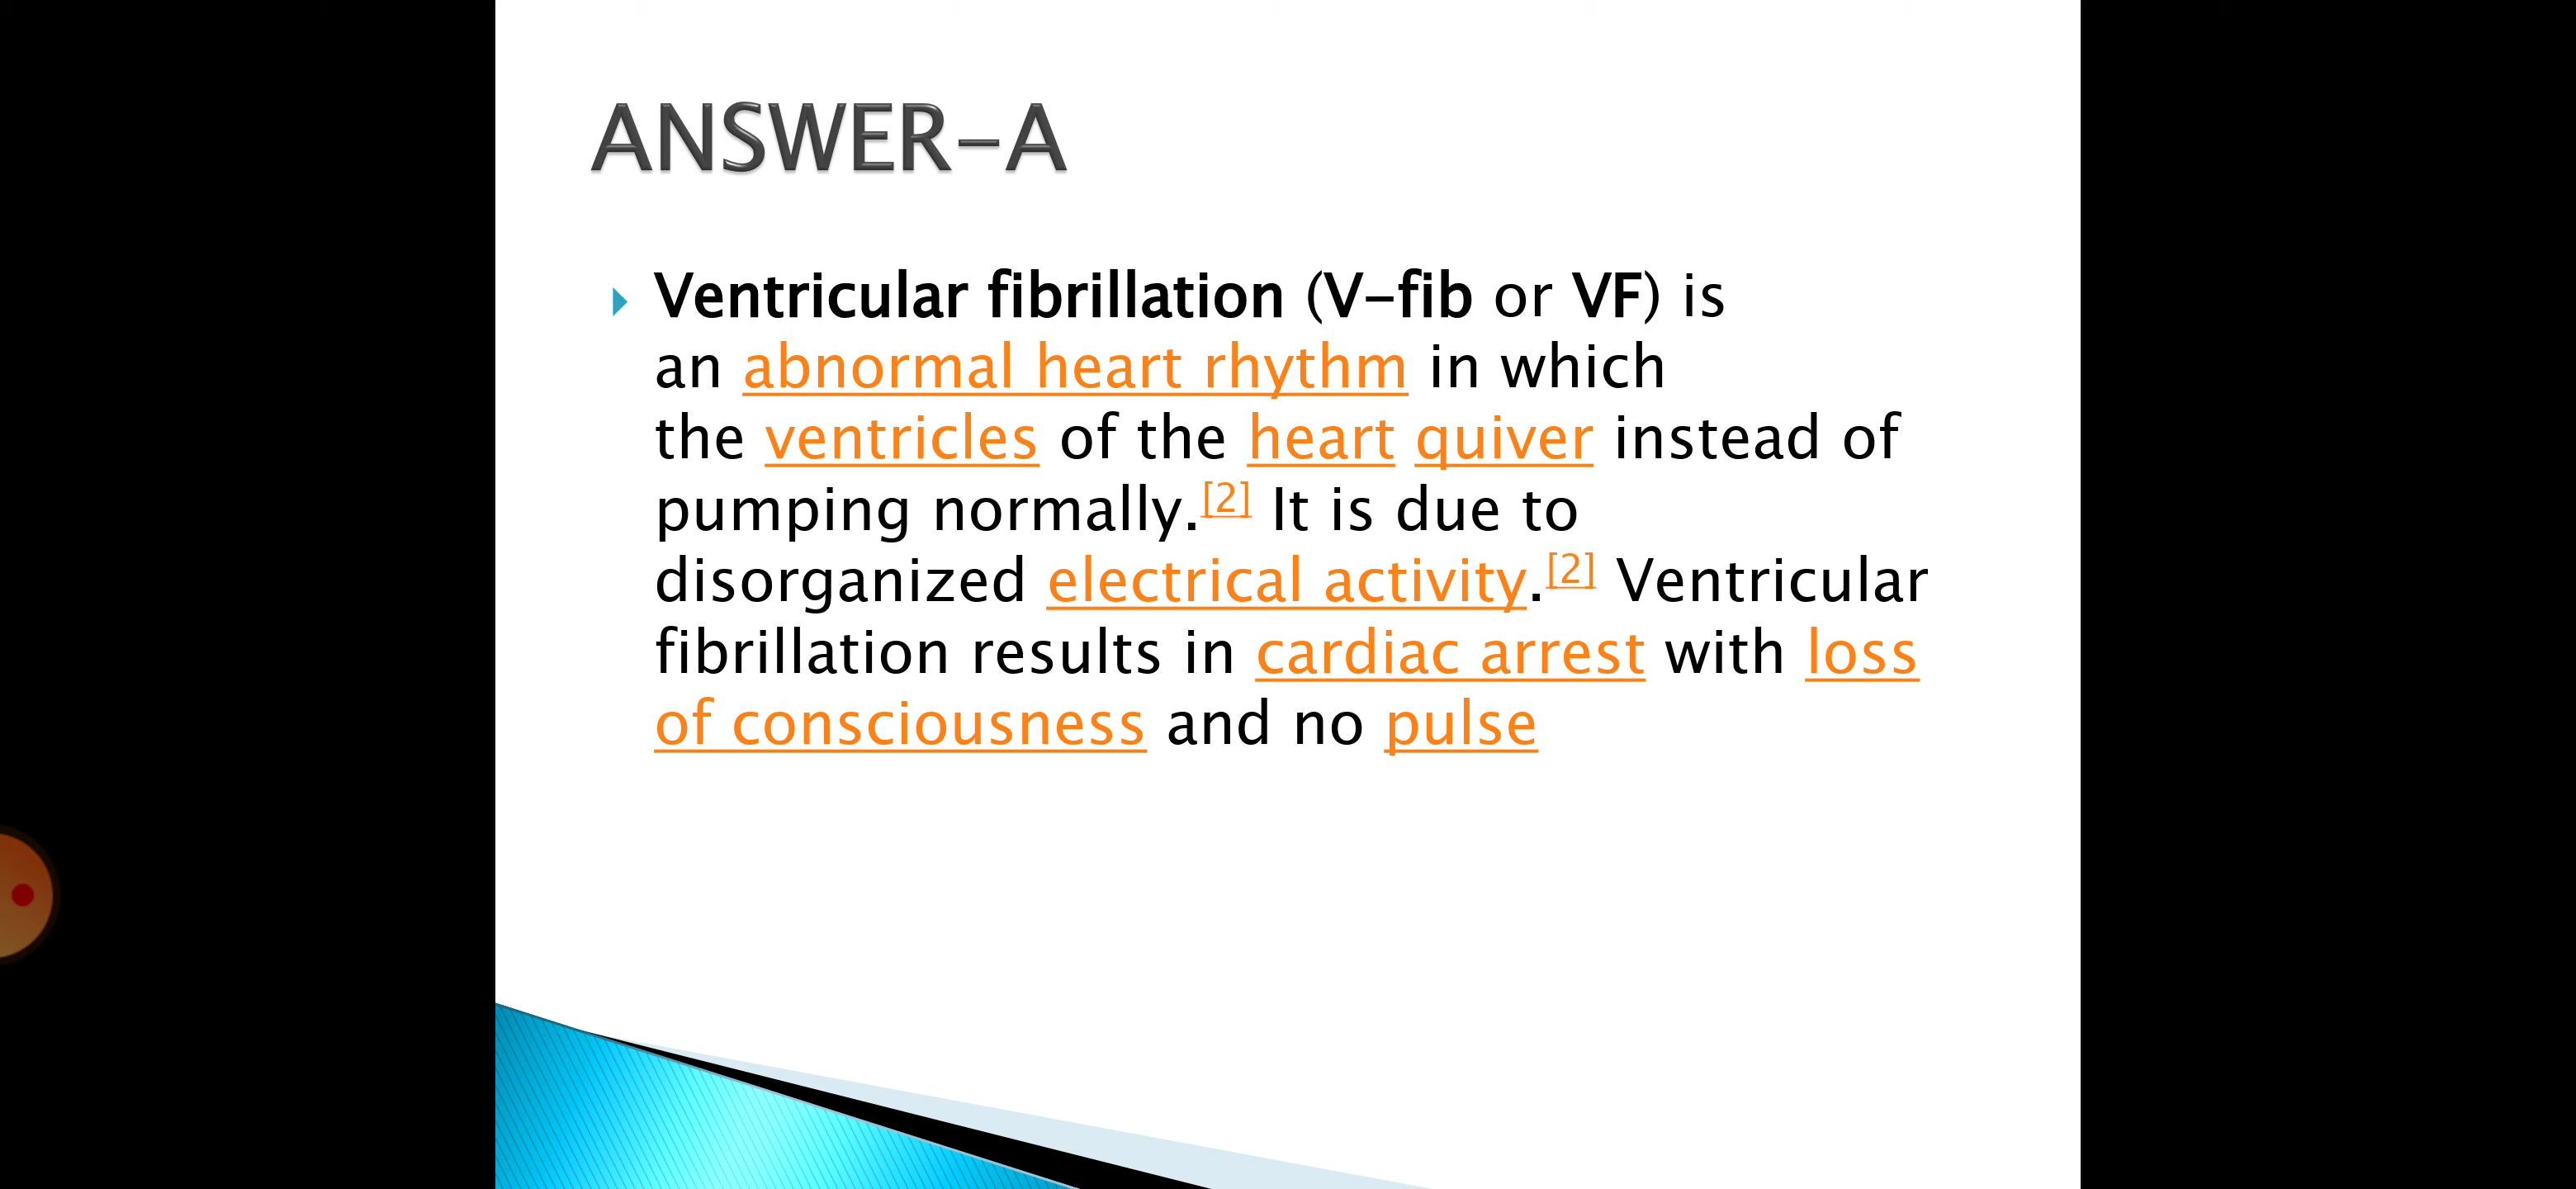 ANSWER-A
Ventricular fibrillation (V-fib or VF) is
an abnormal heart rhythm in which
the ventricles of the heart quiver instead of
pumping normally.[2] It is due to
disorganized electrical activity.[2] Ventricular
fibrillation results in cardiac arrest with loss
of consciousness and no pulse